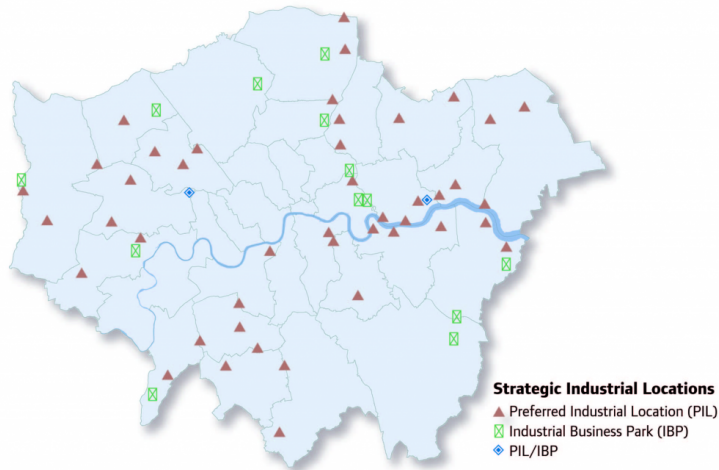 Strategic Industrial Locations
Preferred Industrial Location (PIL)
Industrial Business Park (IBP)
PIL/IBP